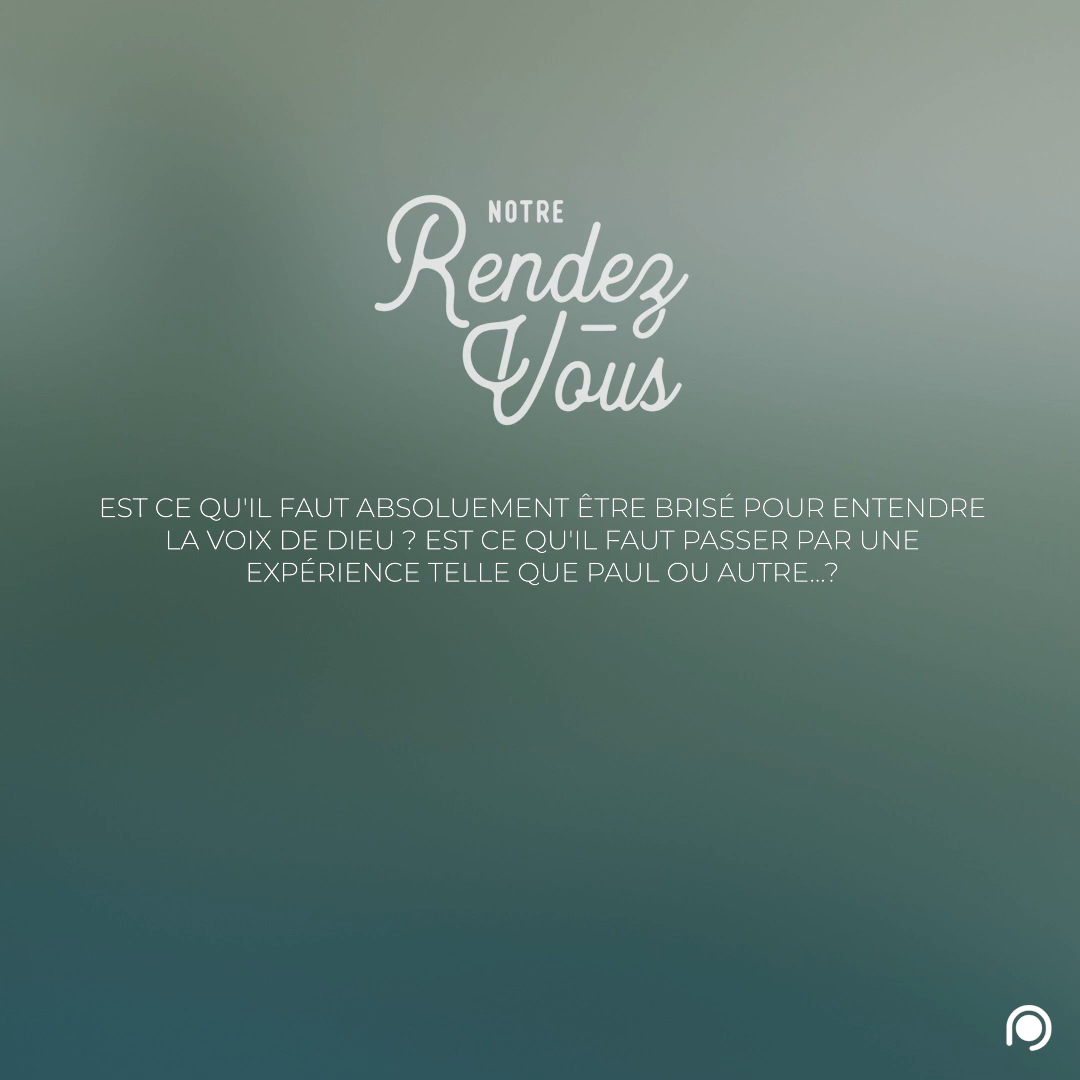 NOTRE
Rendez
-
Vous
EST CE QU'IL FAUT ABSOLUEMENT ÊTRE BRISÉ POUR ENTENDRE
LA VOIX DE DIEU ? EST CE QU'IL FAUT PASSER PAR UNE
EXPÉRIENCE TELLE QUE PAUL OU AUTRE...?